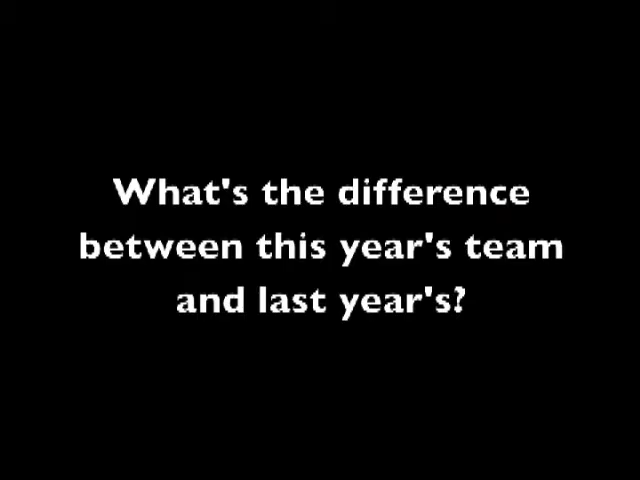 What's the difference
between this year's team
and last year's?